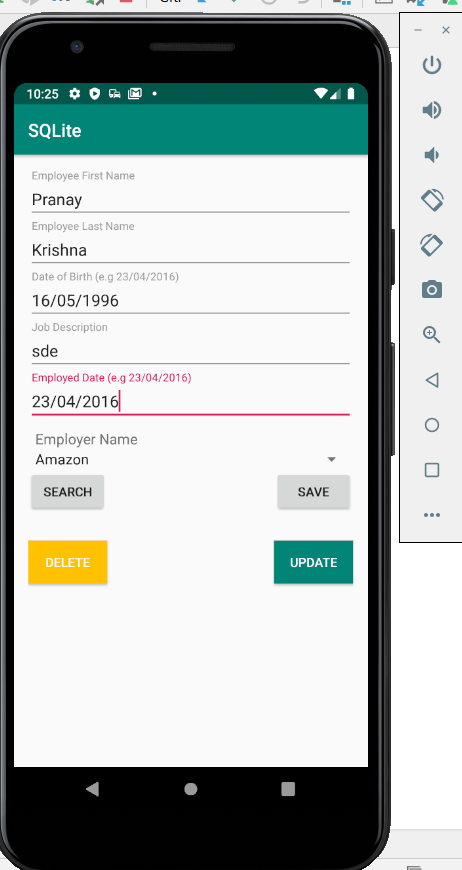 10:25
SQLite
Employee First Name
Pranay
Employee Last Name
Krishna
Date of Birth (e.g 23/04/2016)
16/05/1996
Job Description
sde
Employed Date (e.g 23/04/2016)
23/04/2016
Employer Name
Amazon
SEARCH SAVE
DELETE UPDATE